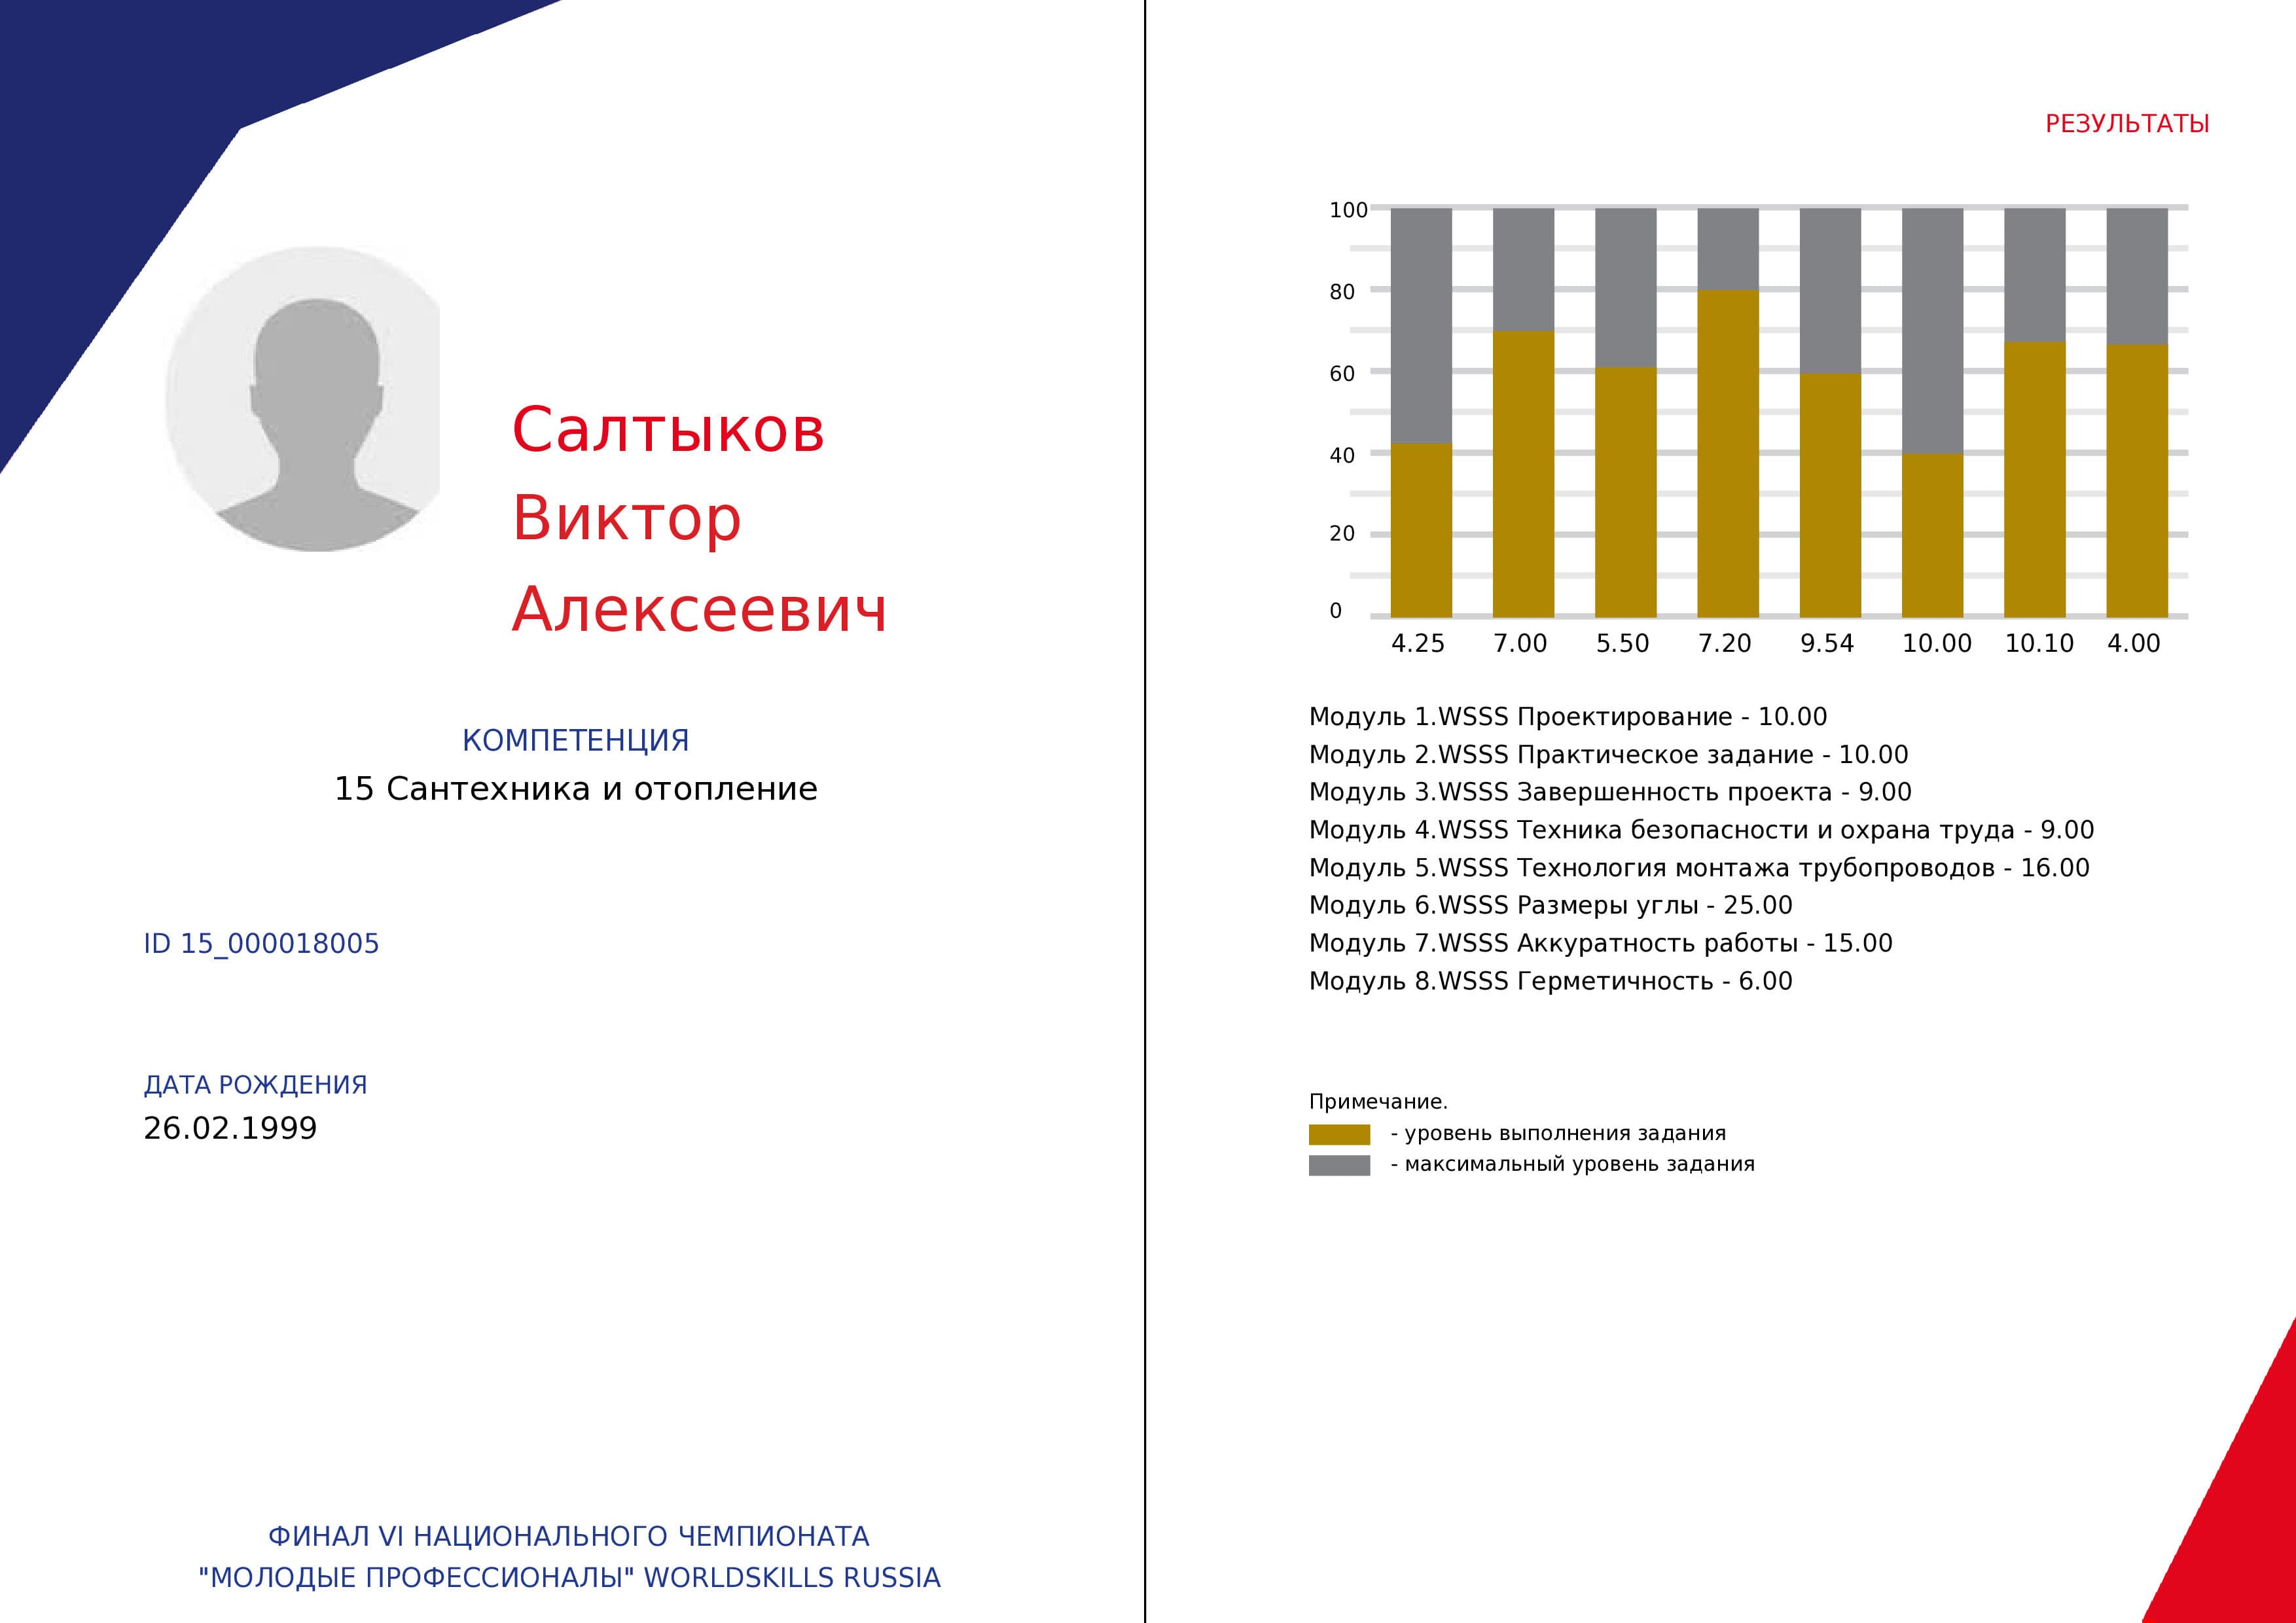 Салтыков
Виктор
Алексеевич
КОМПЕТЕНЦИЯ
15 Сантехника и отопление
ID 15_000018005
ДАТА РОЖДЕНИЯ
26.02.1999
ФИНАЛ VI НАЦИОНАЛЬНОГО ЧЕМПИОНАТА
"МОЛОДЫЕ ПРОФЕССИОНАЛЫ" WORLDSKILLS RUSSIA
РЕЗУЛЬТАТЫ
100
80
60
40
20
0
4.25 7.00 5.50 7.20 9.54 10.00 10.10 4.00
Модуль 1.WSSS Проектирование - 10.00
Модуль 2.WSSS Практическое задание - 10.00
Модуль 3.WSSS Завершенность проекта - 9.00
Модуль 4.WSSS Техника безопасности и охрана труда - 9.00
Модуль 5.WSSS Технология монтажа трубопроводов - 16.00
Модуль 6.WSSS Размеры углы - 25.00
Модуль 7.WSSS Аккуратность работы - 15.00
Модуль 8.WSSS Герметичность - 6.00
Примечание.
- уровень выполнения задания
- максимальный уровень задания